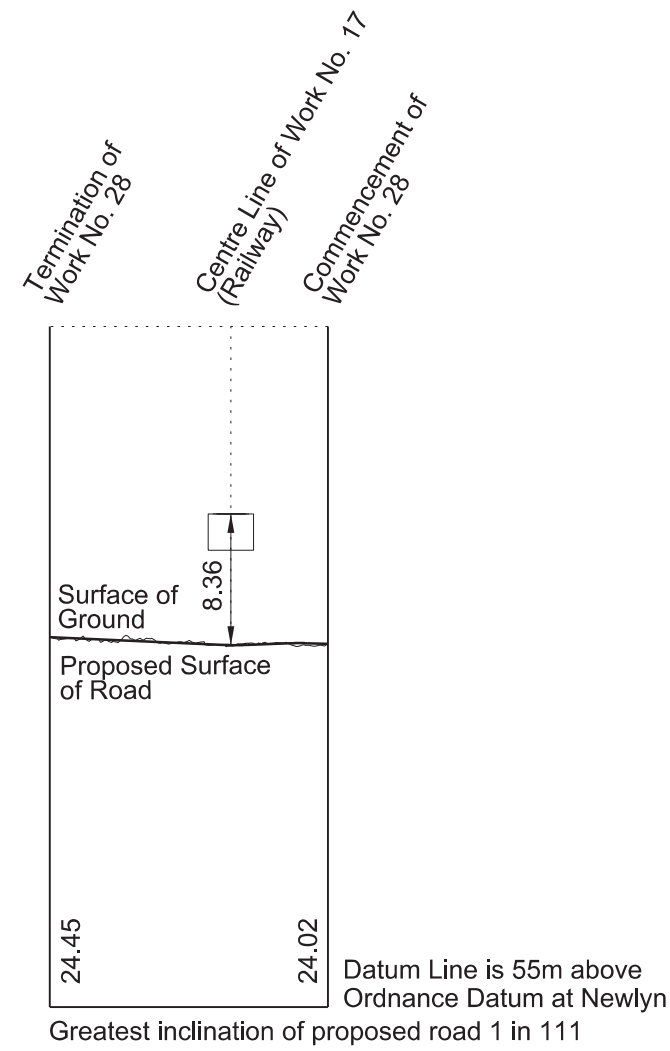 Termination of
Work No. 28
Centre Line of Work No. 17
(Railway)
Commencement of
Work No. 28
8.36
Surface of
Ground
Proposed Surface
of Road
24.45
24.02
Datum Line is 55m above
Ordnance Datum at Newlyn
Greatest inclination of proposed road 1 in 111